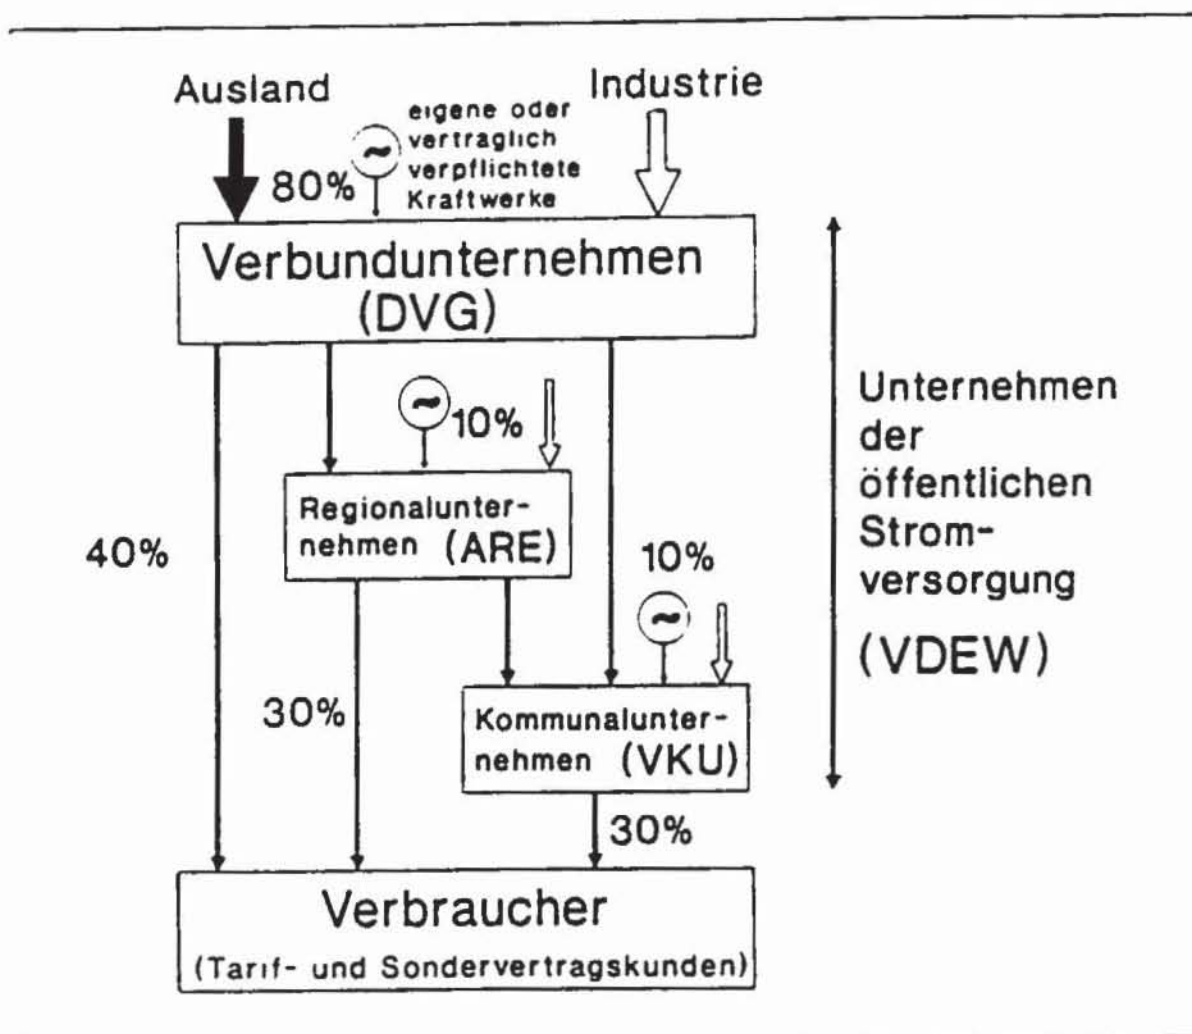 Ausland
Industrie
eigene oder
vertraglich
verpflichtete
Kraftwerke
80%
~
Verbundunternehmen
(DVG)
~
10%
Regionalunter-
nehmen (ARE)
40%
10%
~
30%
Kommunalunter-
nehmen (VKU)
30%
Verbraucher
(Tarif- und Sondervertragskunden)
Unternehmen
der
öffentlichen
Strom-
versorgung
(VDEW)